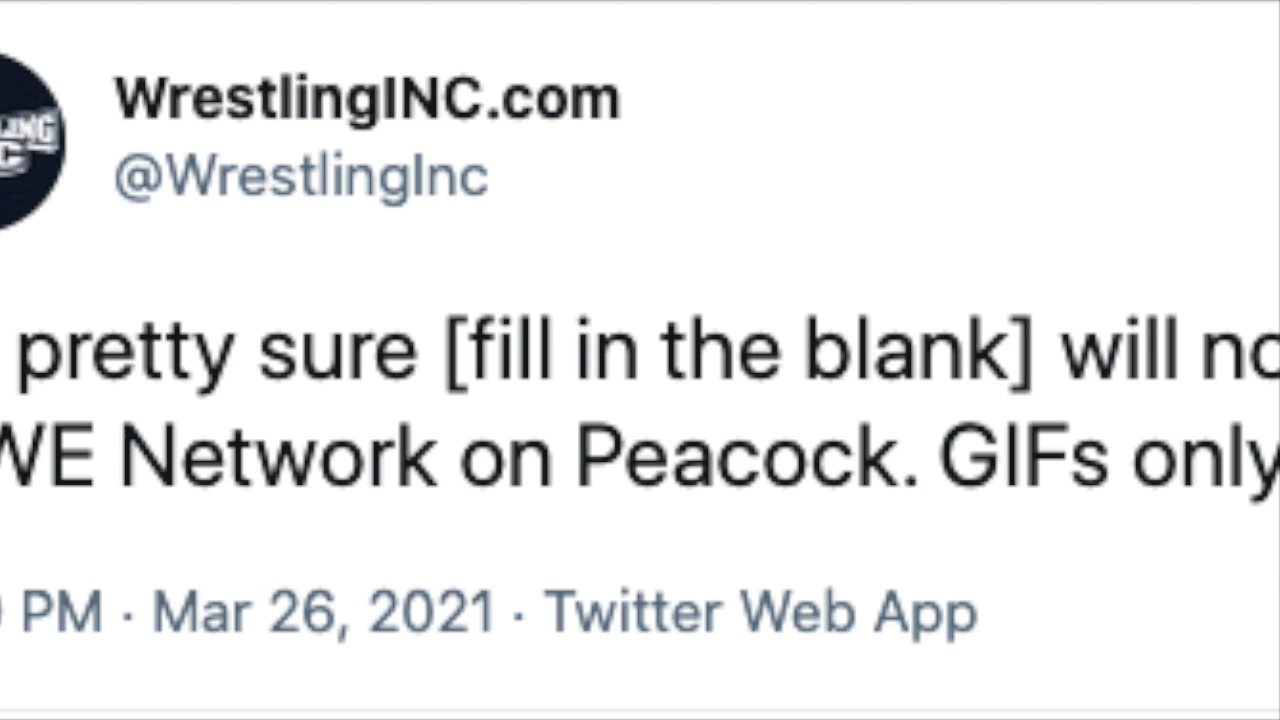 WrestlingINC.com
@WrestlingInc
pretty sure [fill in the blank] will
Network on Peacock. GIFs only
PM · Mar 26, 2021 · Twitter Web App